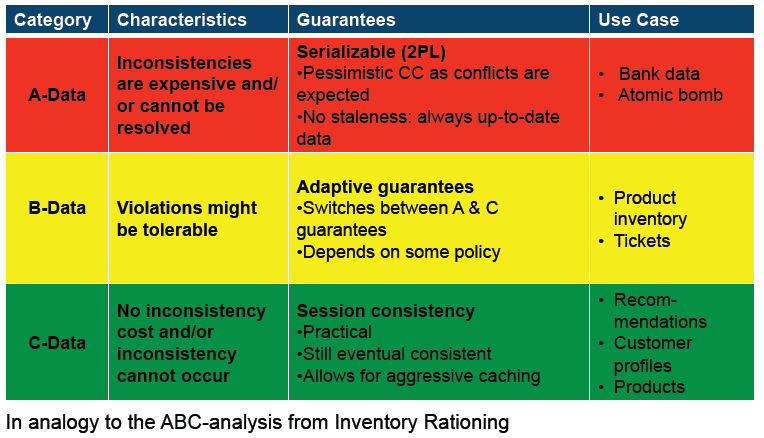 Category
Characteristics
Guarantees
Use Case
A-Data
Inconsistencies
are expensive and/
or cannot be
resolved
Serializable (2PL)
•Pessimistic CC as conflicts are
expected
•No staleness: always up-to-date
data
• Bank data
• Atomic bomb
B-Data
Violations might
be tolerable
Adaptive guarantees
•Switches between A & C
guarantees
•Depends on some policy
• Product
inventory
• Tickets
C-Data
No inconsistency
cost and/or
inconsistency
cannot occur
Session consistency
•Practical
•Still eventual consistent
•Allows for aggressive caching
• Recom-
mendations
• Customer
profiles
• Products
In analogy to the ABC-analysis from Inventory Rationing